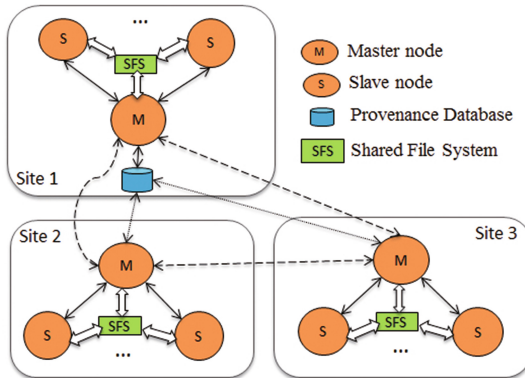 ...
S
S
SFS
M
Site 1
M Master node
S Slave node
Provenance Database
SFS Shared File System
Site 2
M
SFS
S
S
...
Site 3
M
SFS
S
S
...